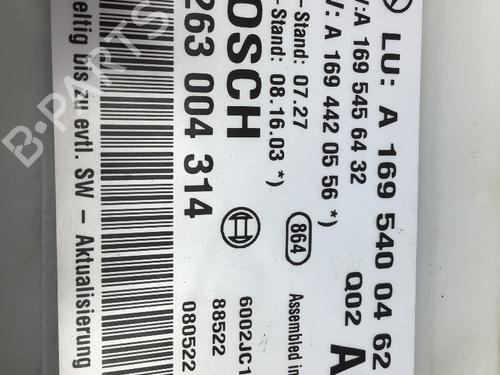 LU: A 169 540 04 62
Q02 A
V: A 169 545 64 32
V: A 169 442 05 56 *)
- Stand: 07.27
- Stand: 08.16.03 *)
864 Assembled in
OSCH
263 004 314
6002JC1
88522
080522
eltig bis zu evtl. SW - Aktualisierung
B-PARTS